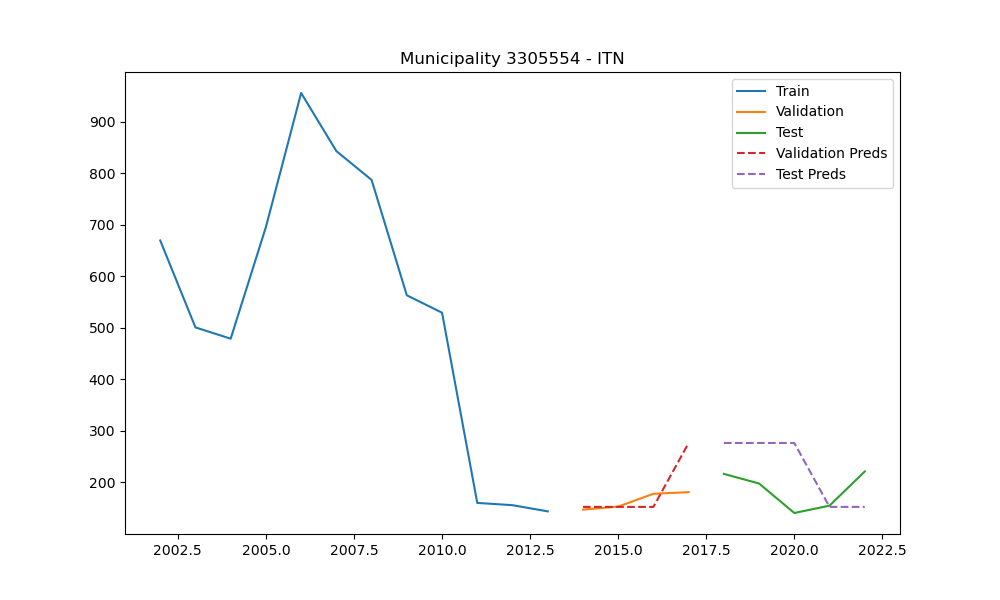 Municipality 3305554 - ITN
Train
Validation
Test
Validation Preds
Test Preds
900
800
700
600
500
400
300
200
2002.5 2005.0 2007.5 2010.0 2012.5 2015.0 2017.5 2020.0 2022.5